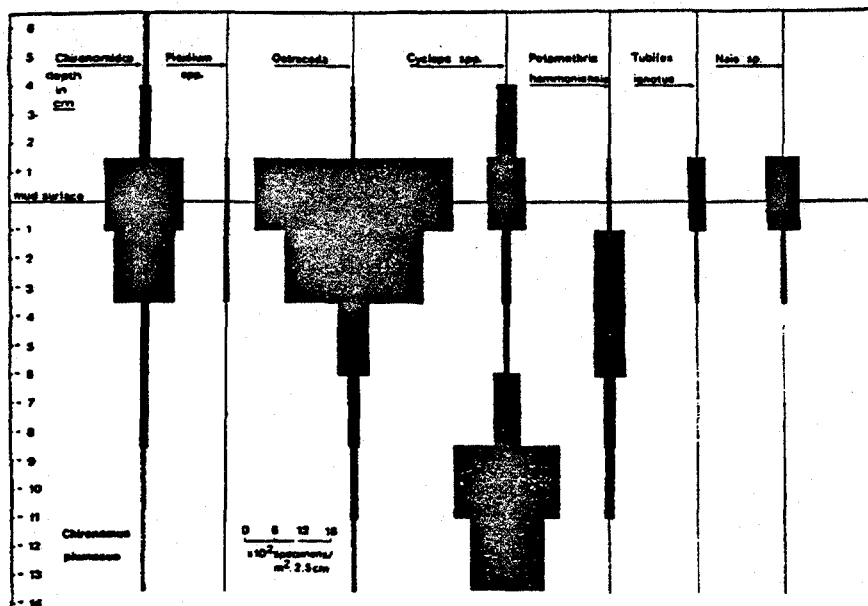 6
5
4
3
2
+ 1
mud surface
- 1
- 2
- 3
- 4
- 5
- 6
- 7
- 8
- 9
- 10
- 11
- 12
- 13
- 14
Chironomidae
depth
in
cm
Pisidium
spp.
Ostracoda
Cyclops spp.
Potamothrix
hammoniensis
Tubifex
ignotus
Nais sp.
Chironomus
plumosus
0 6 12 16
x10² specimens/
m². 2.5cm